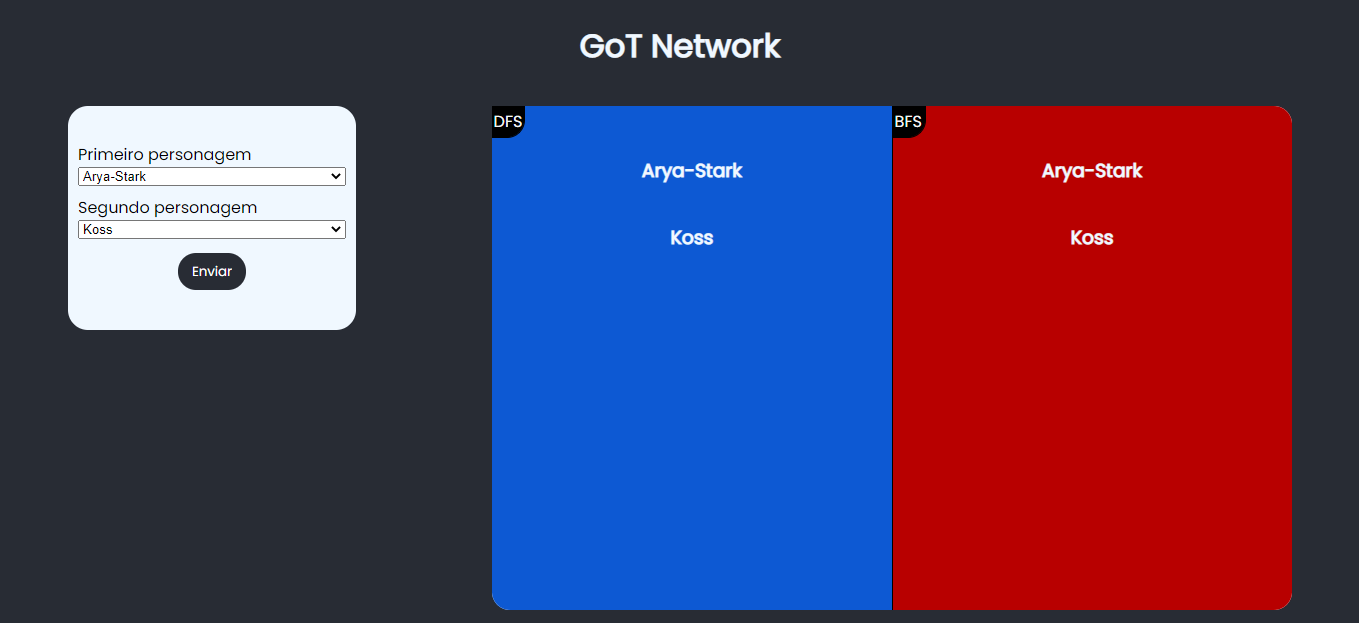 GoT Network
Primeiro personagem
Arya-Stark
Segundo personagem
Koss
Enviar
DFS
Arya-Stark
Koss
BFS
Arya-Stark
Koss